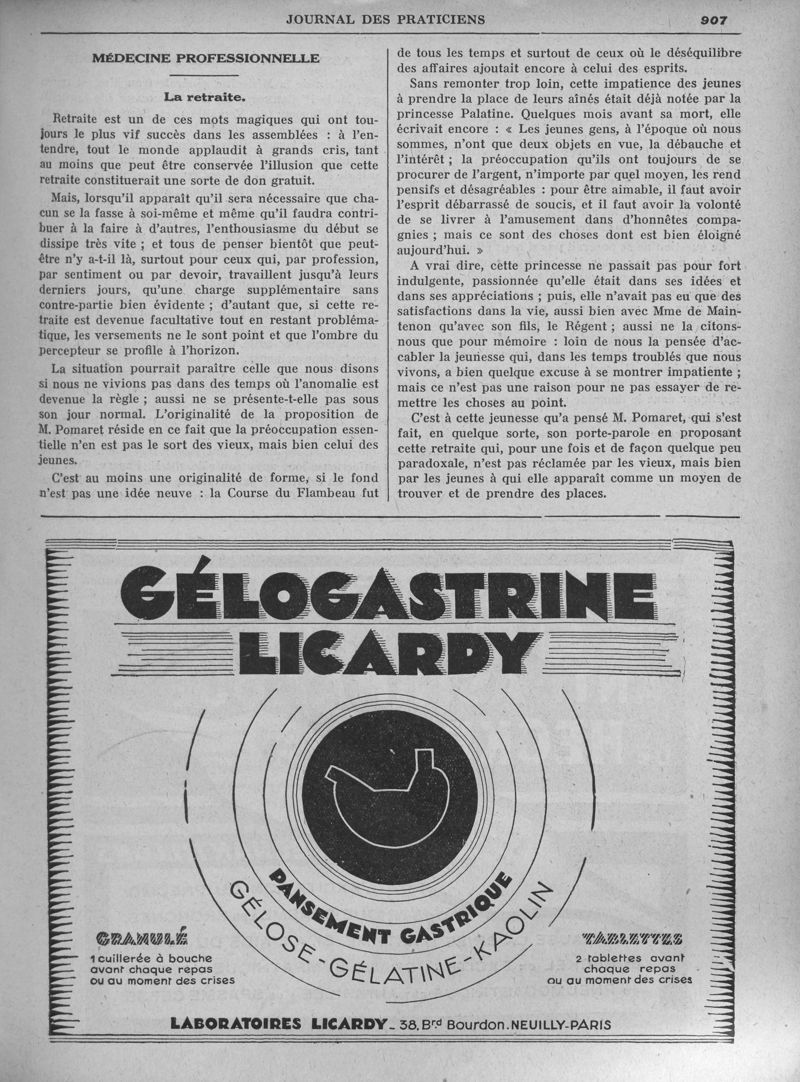 JOURNAL DES PRATICIENS
907
MÉDECINE PROFESSIONNELLE
La retraite.
Retraite est un de ces mots magiques qui ont tou-
jours le plus vif succès dans les assemblées : à l'en-
tendre, tout le monde applaudit à grands cris, tant
au moins que peut être conservée l'illusion que cette
retraite constituerait une sorte de don gratuit.
Mais, lorsqu'il apparaît qu'il sera nécessaire que cha-
cun se la fasse à soi-même et même qu'il faudra contri-
buer à la faire à d'autres, l'enthousiasme du début se
dissipe très vite ; et tous de penser bientôt que peut-
être n'y a-t-il là, surtout pour ceux qui, par profession,
par sentiment ou par devoir, travaillent jusqu'à leurs
derniers jours, qu'une charge supplémentaire sans
contre-partie bien évidente ; d'autant que, si cette re-
traite est devenue facultative tout en restant probléma-
tique, les versements ne le sont point et que l'ombre du
percepteur se profile à l'horizon.
La situation pourrait paraître celle que nous disons
si nous ne vivions pas dans des temps où l'anomalie est
devenue la règle ; aussi ne se présente-t-elle pas sous
son jour normal. L'originalité de la proposition de
M. Pomaret réside en ce fait que la préoccupation essen-
tielle n'en est pas le sort des vieux, mais bien celui des
jeunes.
C'est au moins une originalité de forme, si le fond
n'est pas une idée neuve : la Course du Flambeau fut
de tous les temps et surtout de ceux où le déséquilibre
des affaires ajoutait encore à celui des esprits.
Sans remonter trop loin, cette impatience des jeunes
à prendre la place de leurs aînés était déjà notée par la
princesse Palatine. Quelques mois avant sa mort, elle
écrivait encore : « Les jeunes gens, à l'époque où nous
sommes, n'ont que deux objets en vue, la débauche et
l'intérêt ; la préoccupation qu'ils ont toujours de se
procurer de l'argent, n'importe par quel moyen, les rend
pensifs et désagréables : pour être aimable, il faut avoir
l'esprit débarrassé de soucis, et il faut avoir la volonté
de se livrer à l'amusement dans d'honnêtes compa-
gnies ; mais ce sont des choses dont est bien éloigné
aujourd'hui. »
A vrai dire, cette princesse ne passait pas pour fort
indulgente, passionnée qu'elle était dans ses idées et
dans ses appréciations ; puis, elle n'avait pas eu que des
satisfactions dans la vie, aussi bien avec Mme de Main-
tenon qu'avec son fils, le Régent ; aussi ne la citons-
nous que pour mémoire : loin de nous la pensée d'ac-
cabler la jeunesse qui, dans les temps troublés que nous
vivons, a bien quelque excuse à se montrer impatiente ;
mais ce n'est pas une raison pour ne pas essayer de re-
mettre les choses au point.
C'est à cette jeunesse qu'a pensé M. Pomaret, qui s'est
fait, en quelque sorte, son porte-parole en proposant
cette retraite qui, pour une fois et de façon quelque peu
paradoxale, n'est pas réclamée par les vieux, mais bien
par les jeunes à qui elle apparaît comme un moyen de
trouver et de prendre des places.
GÉLOGASTRINE
LICARDY
PANSEMENT GASTRIQUE
GÉLOSE-GÉLATINE-KAOLIN
GRANULÉ
1 cuillerée à bouche
avant chaque repas
ou au moment des crises
TABLETTES
2 tablettes avant
chaque repas
ou au moment des crises
LABORATOIRES LICARDY_38, Brd Bourdon. NEUILLY-PARIS